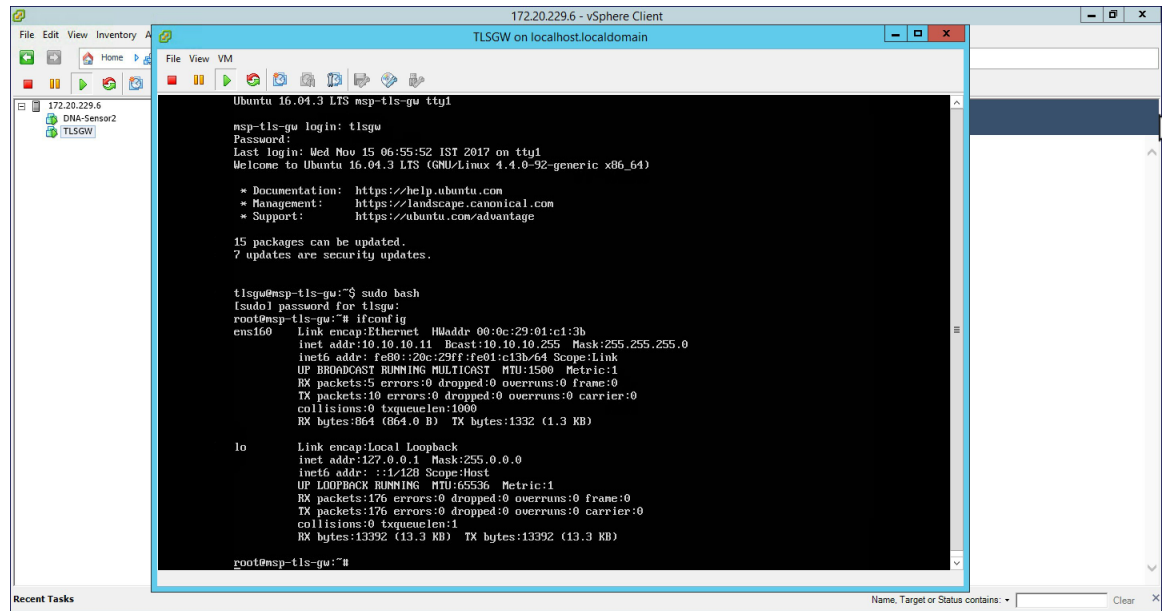 172.20.229.6 - vSphere Client
File Edit View Inventory A
Home
172.20.229.6
DNA-Sensor2
TLSGW
TLSGW on localhost.localdomain
File View VM
Ubuntu 16.04.3 LTS msp-tls-gw tty1
msp-tls-gw login: tlsgw
Password:
Last login: Wed Nov 15 06:55:52 IST 2017 on tty1
Welcome to Ubuntu 16.04.3 LTS (GNU/Linux 4.4.0-92-generic x86_64)
* Documentation: https://help.ubuntu.com
* Management: https://landscape.canonical.com
* Support: https://ubuntu.com/advantage
15 packages can be updated.
7 updates are security updates.
tlsgw@msp-tls-gw:~$ sudo bash
[sudo] password for tlsgw:
root@msp-tls-gw:~# ifconfig
ens160 Link encap:Ethernet HWaddr 00:0c:29:01:c1:3b
inet addr:10.10.10.11 Bcast:10.10.10.255 Mask:255.255.255.0
inet6 addr: fe80::20c:29ff:fe01:c13b/64 Scope:Link
UP BROADCAST RUNNING MULTICAST MTU:1500 Metric:1
RX packets:5 errors:0 dropped:0 overruns:0 frame:0
TX packets:10 errors:0 dropped:0 overruns:0 carrier:0
collisions:0 txqueuelen:1000
RX bytes:864 (864.0 B) TX bytes:1332 (1.3 KB)
lo Link encap:Local Loopback
inet addr:127.0.0.1 Mask:255.0.0.0
inet6 addr: ::1/128 Scope:Host
UP LOOPBACK RUNNING MTU:65536 Metric:1
RX packets:176 errors:0 dropped:0 overruns:0 frame:0
TX packets:176 errors:0 dropped:0 overruns:0 carrier:0
collisions:0 txqueuelen:1
RX bytes:13392 (13.3 KB) TX bytes:13392 (13.3 KB)
root@msp-tls-gw:~#
Recent Tasks
Name, Target or Status contains:
Clear